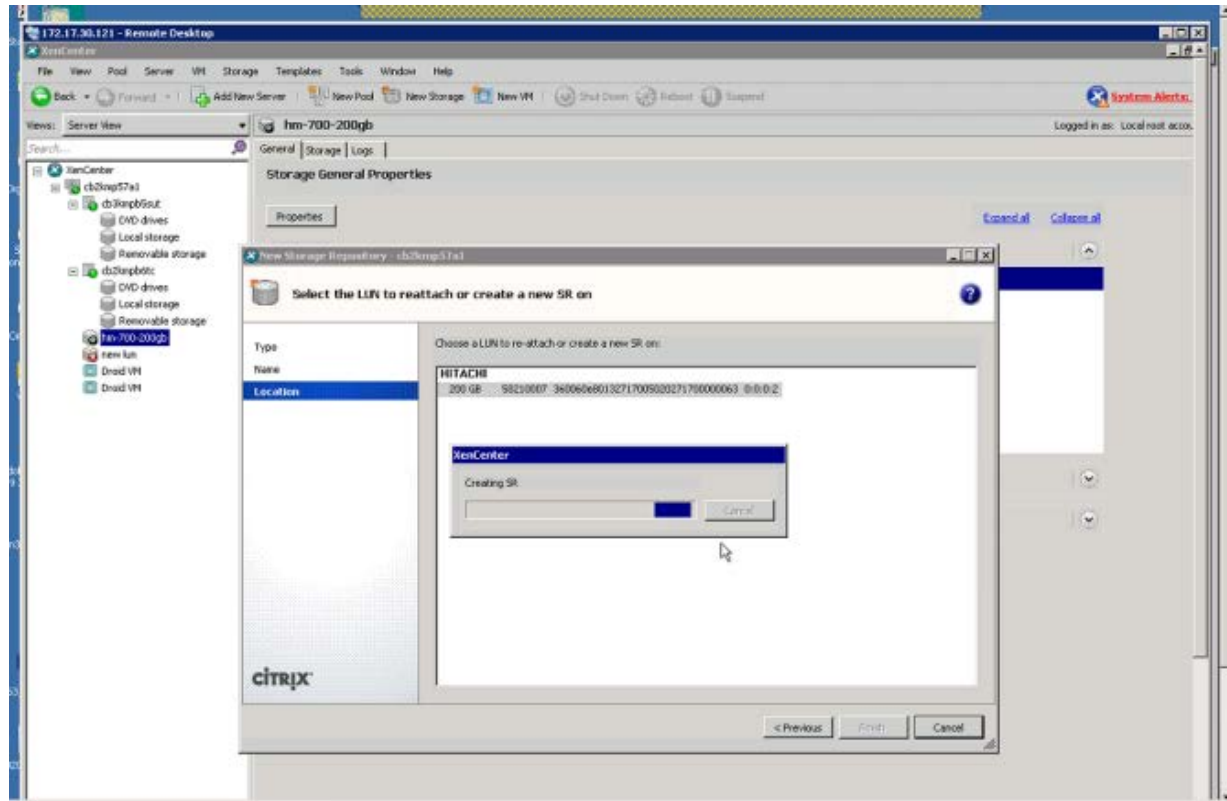 172.17.30.121 - Remote Desktop
XenCenter
File View Pool Server VM Storage Templates Tools Window Help
Back Forward Add New Server New Pool New Storage New VM Shut Down Reboot Suspend System Alerts:
Views: Server View hm-700-200gb Logged in as: Local root accou
Search... General Storage Logs
XenCenter
Storage General Properties
DVD drives
Properties Expand all Collapse all
Local storage
Removable storage
DVD drives
Local storage
Removable storage
hm-700-200gb
new lun
Droid VM
Droid VM
New Storage Repository
Select the LUN to reattach or create a new SR on
Type
Name
Location
Choose a LUN to re-attach or create a new SR on:
HITACHI
200 GB 0:0:0:2
XenCenter
Creating SR
Cancel
CITRIX
< Previous Finish Cancel